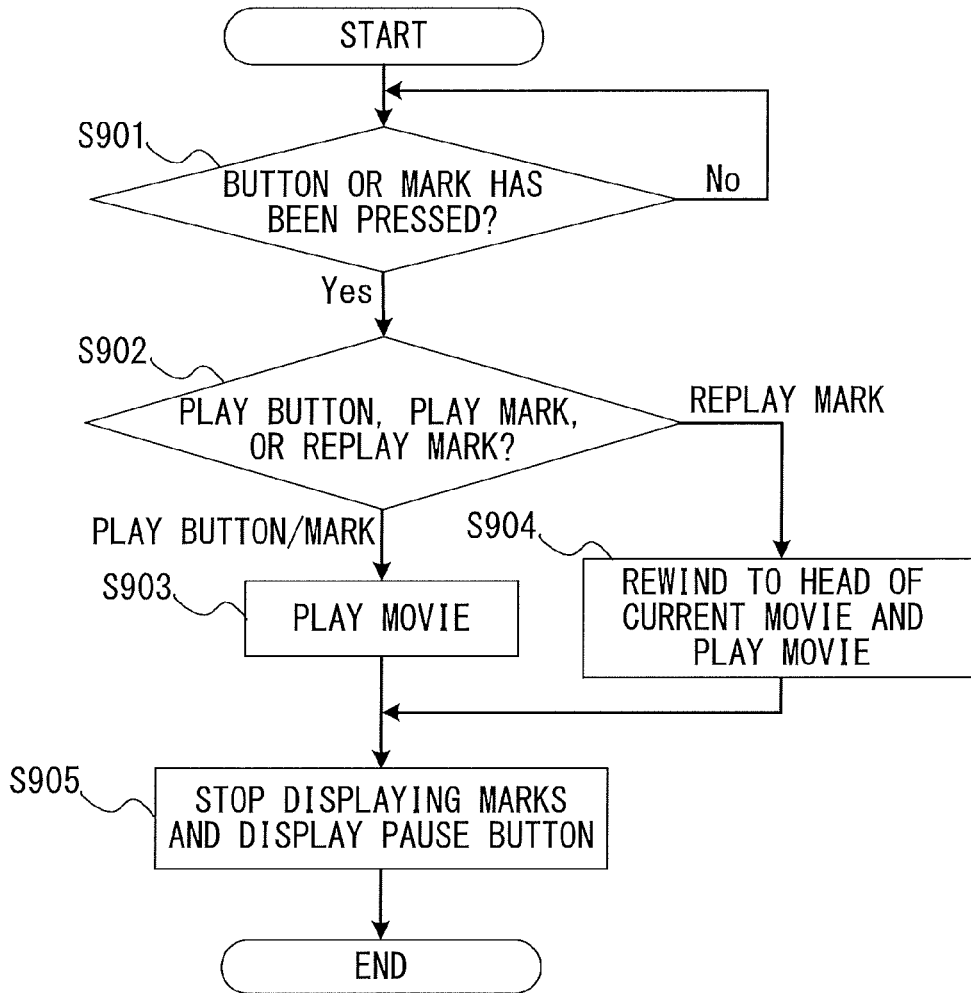 START
S901
BUTTON OR MARK HAS
BEEN PRESSED?
No
Yes
S902
PLAY BUTTON, PLAY MARK,
OR REPLAY MARK?
REPLAY MARK
PLAY BUTTON/MARK
S904
S903
PLAY MOVIE
REWIND TO HEAD OF
CURRENT MOVIE AND
PLAY MOVIE
S905
STOP DISPLAYING MARKS
AND DISPLAY PAUSE BUTTON
END